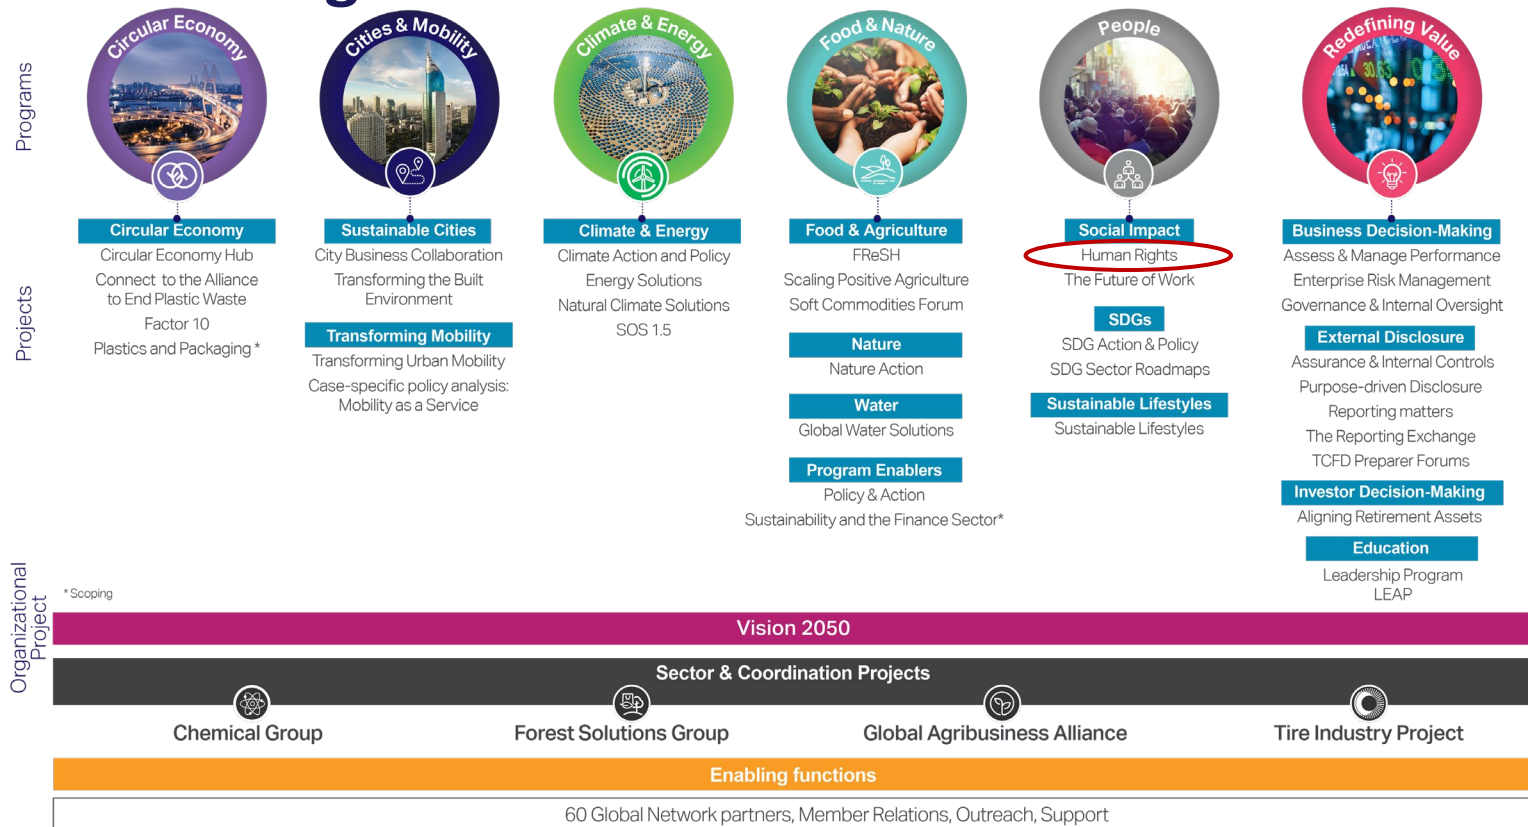 Programs
Circular Economy
Cities & Mobility
Climate & Energy
Food & Nature
People
Redefining Value
30.63
Projects
Circular Economy
Circular Economy Hub
Connect to the Alliance
to End Plastic Waste
Factor 10
Plastics and Packaging *
Sustainable Cities
City Business Collaboration
Transforming the Built
Environment
Transforming Mobility
Transforming Urban Mobility
Case-specific policy analysis:
Mobility as a Service
Climate & Energy
Climate Action and Policy
Energy Solutions
Natural Climate Solutions
SOS 1.5
Food & Agriculture
FReSH
Scaling Positive Agriculture
Soft Commodities Forum
Nature
Nature Action
Water
Global Water Solutions
Program Enablers
Policy & Action
Sustainability and the Finance Sector*
Social Impact
Human Rights
The Future of Work
SDGs
SDG Action & Policy
SDG Sector Roadmaps
Sustainable Lifestyles
Sustainable Lifestyles
Business Decision-Making
Assess & Manage Performance
Enterprise Risk Management
Governance & Internal Oversight
External Disclosure
Assurance & Internal Controls
Purpose-driven Disclosure
Reporting matters
The Reporting Exchange
TCFD Preparer Forums
Investor Decision-Making
Aligning Retirement Assets
Education
Leadership Program
LEAP
* Scoping
Organizational
Project
Vision 2050
Sector & Coordination Projects
Chemical Group
Forest Solutions Group
Global Agribusiness Alliance
Tire Industry Project
Enabling functions
60 Global Network partners, Member Relations, Outreach, Support